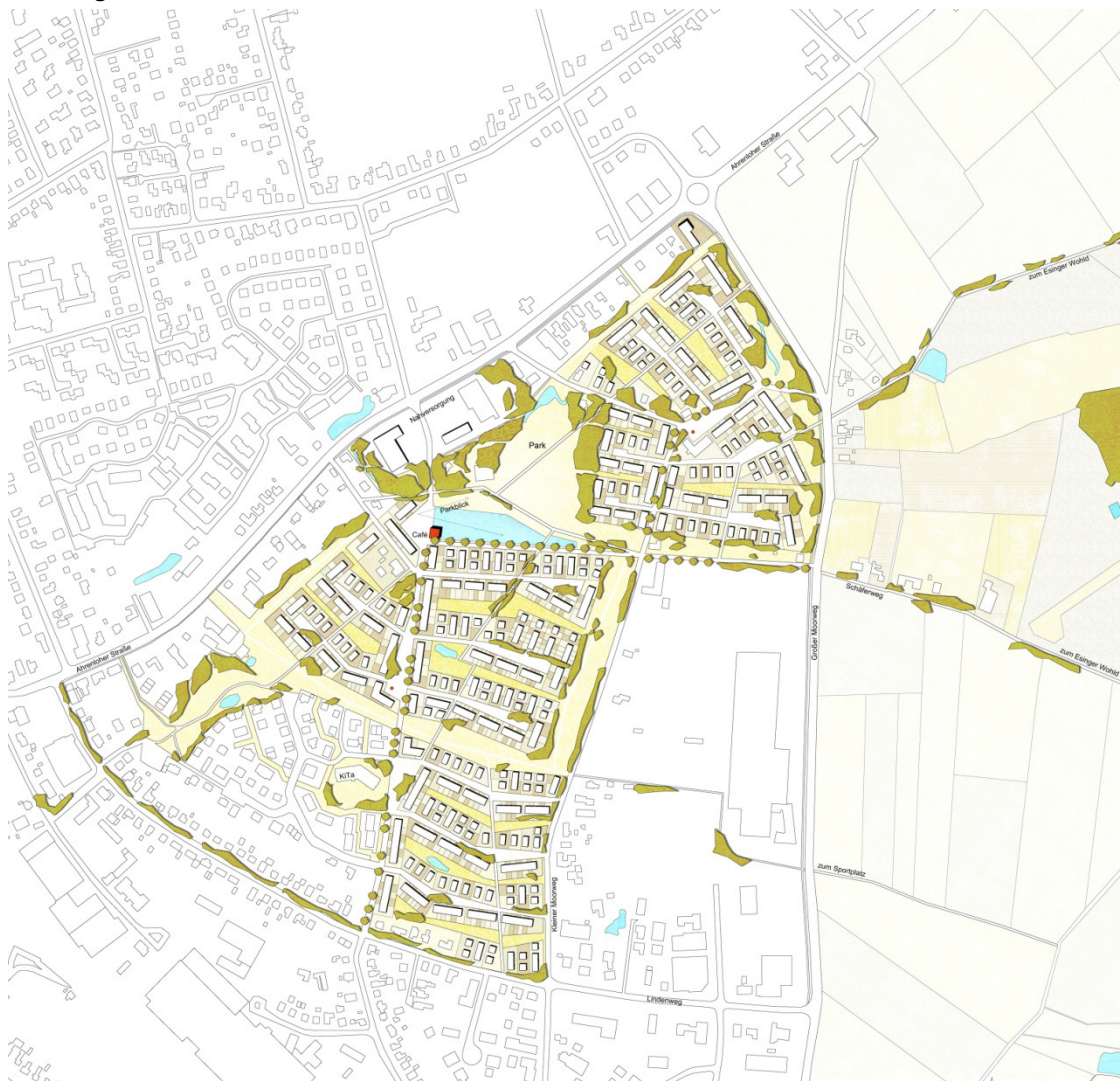 Ahrenloher Straße
zum Esinger Wohld
Nahversorgung
Park
Parkblick
Café
Schäferweg
Großer Moorweg
zum Esinger Wohld
Ahrenloher Straße
KiTa
zum Sportplatz
Kleiner Moorweg
Lindenweg